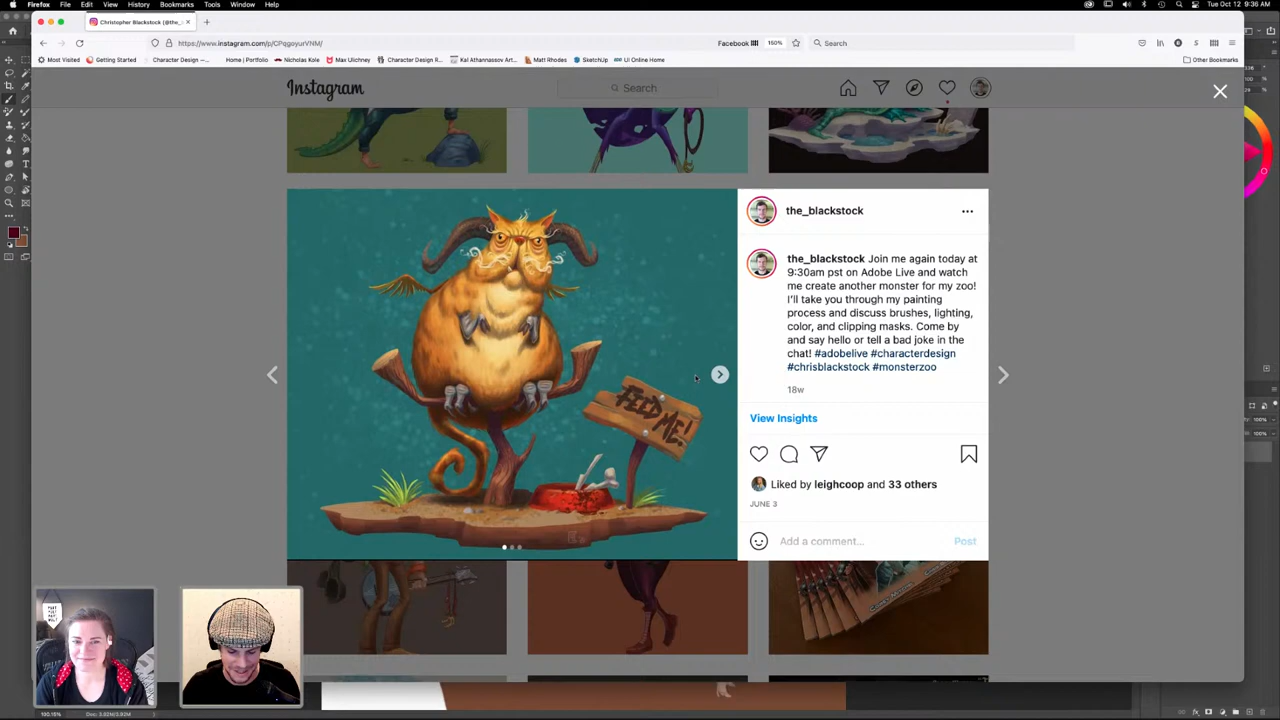 Firefox File Edit View History Bookmarks Tools Window Help
Tue Oct 12 9:36 AM
Christopher Blackstock (@the_
https://www.instagram.com/p/CPqgoyurVNM/
Facebook
150%
Search
Most Visited Getting Started Character Design —... Home | Portfolio Nicholas Kole Max Ulichney Character Design R... Kal Athannassov Art... Matt Rhodes SketchUp UI Online Home
Other Bookmarks
Instagram
Search
the_blackstock
the_blackstock Join me again today at
9:30am pst on Adobe Live and watch
me create another monster for my zoo!
I'll take you through my painting
process and discuss brushes, lighting,
color, and clipping masks. Come by
and say hello or tell a bad joke in the
chat! #adobelive #characterdesign
#chrisblackstock #monsterzoo
18w
View Insights
Liked by leighcoop and 33 others
JUNE 3
Add a comment...
Post
FEED ME!